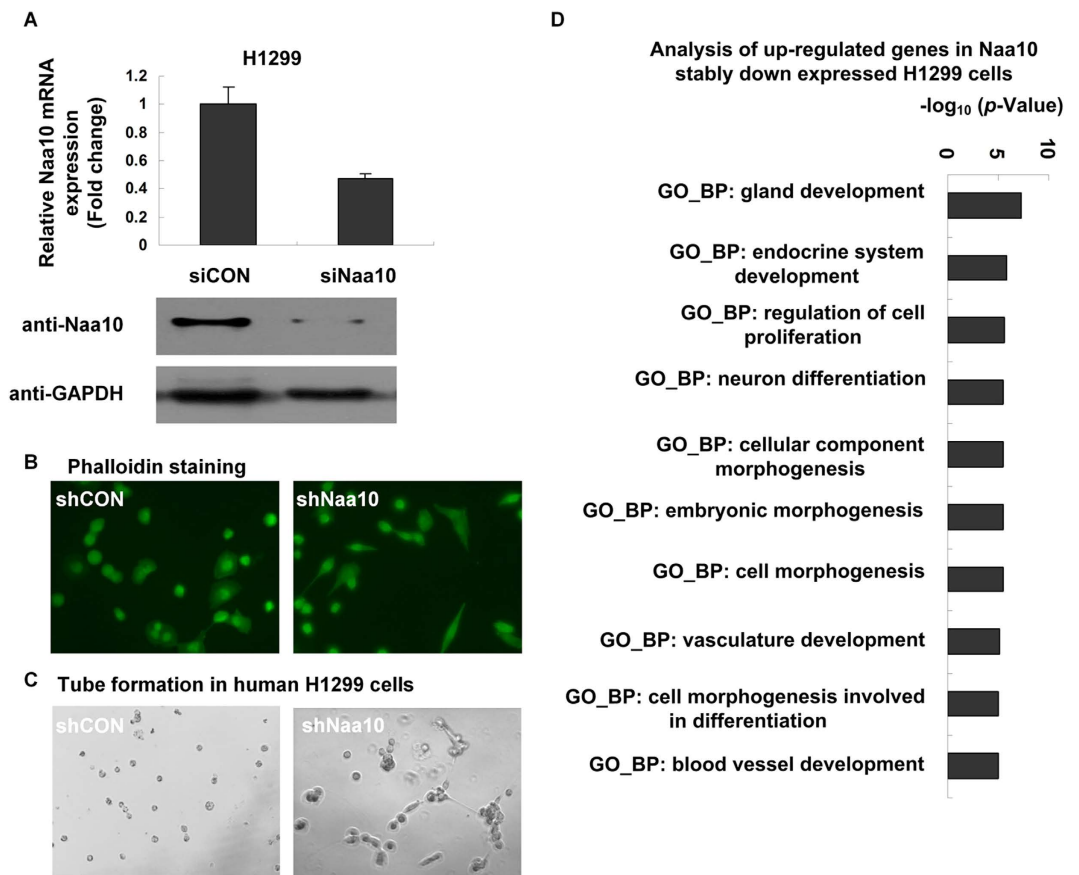 A
H1299
Relative Naa10 mRNA
expression
(Fold change)
1.2
1
0.8
0.6
0.4
0.2
0
siCON
siNaa10
anti-Naa10
anti-GAPDH
B
Phalloidin staining
shCON
shNaa10
C
Tube formation in human H1299 cells
shCON
shNaa10
D
Analysis of up-regulated genes in Naa10
stably down expressed H1299 cells
-log₁₀ (p-Value)
0
5
10
GO_BP: gland development
GO_BP: endocrine system
development
GO_BP: regulation of cell
proliferation
GO_BP: neuron differentiation
GO_BP: cellular component
morphogenesis
GO_BP: embryonic morphogenesis
GO_BP: cell morphogenesis
GO_BP: vasculature development
GO_BP: cell morphogenesis involved
in differentiation
GO_BP: blood vessel development